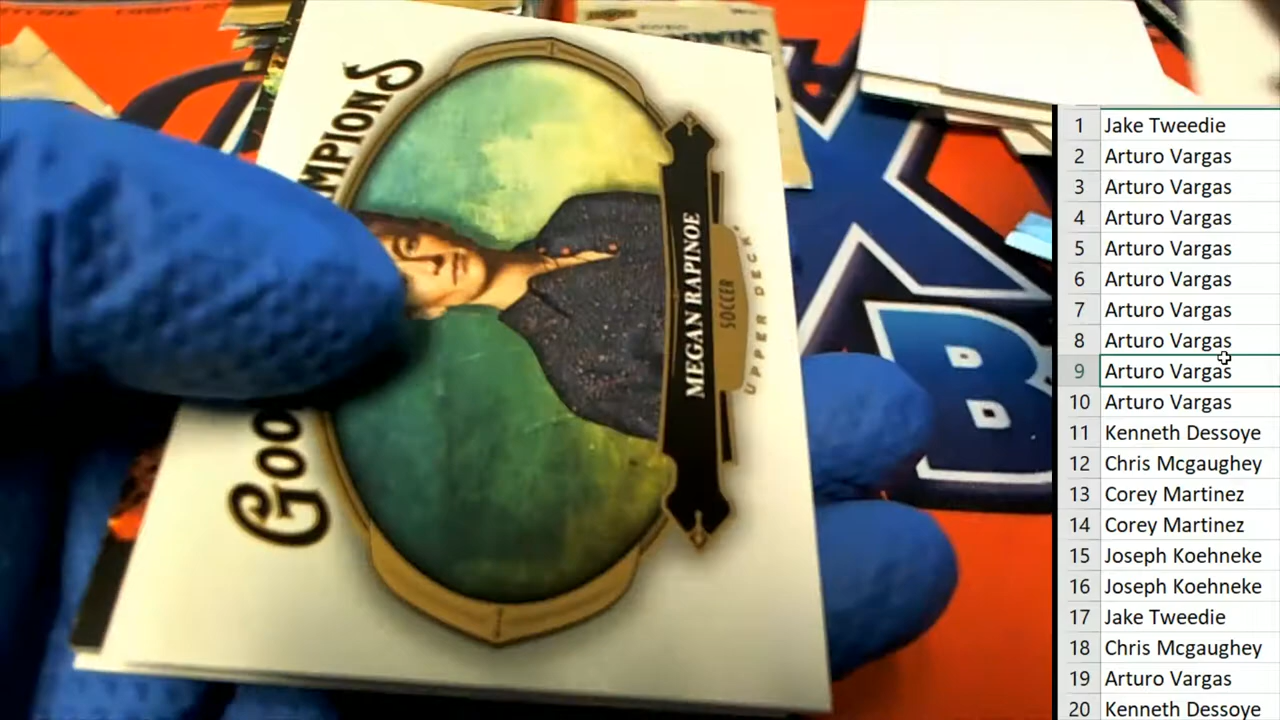 GOO
MPIONS
MEGAN RAPINOE
SOCCER
UPPER DECK
1 Jake Tweedie
2 Arturo Vargas
3 Arturo Vargas
4 Arturo Vargas
5 Arturo Vargas
6 Arturo Vargas
7 Arturo Vargas
8 Arturo Vargas
9 Arturo Vargas
10 Arturo Vargas
11 Kenneth Dessoye
12 Chris Mcgaughey
13 Corey Martinez
14 Corey Martinez
15 Joseph Koehneke
16 Joseph Koehneke
17 Jake Tweedie
18 Chris Mcgaughey
19 Arturo Vargas
20 Kenneth Dessoye